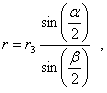 r = r₃ sin(α/2) / sin(β/2) ,